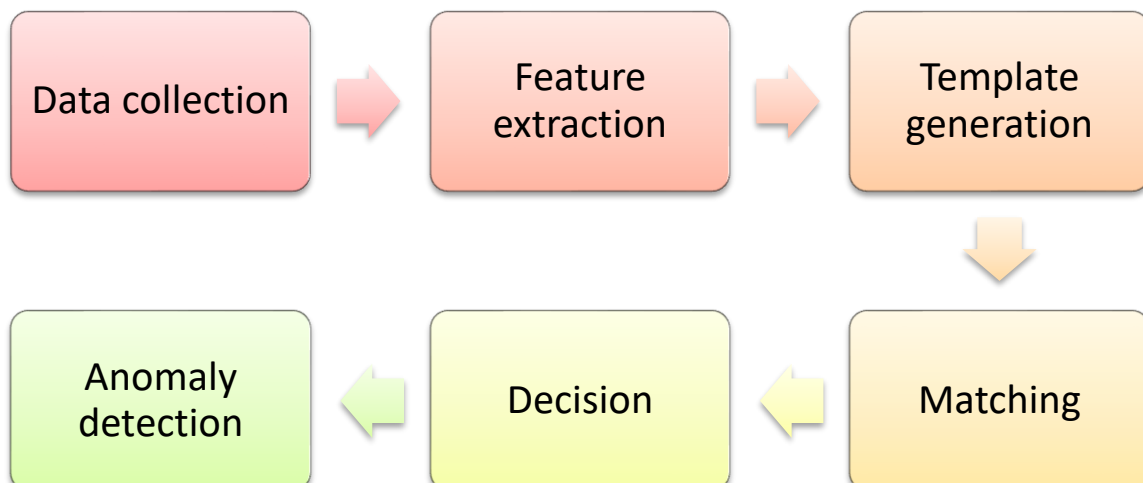 Data collection
Feature
extraction
Template
generation
Matching
Decision
Anomaly
detection